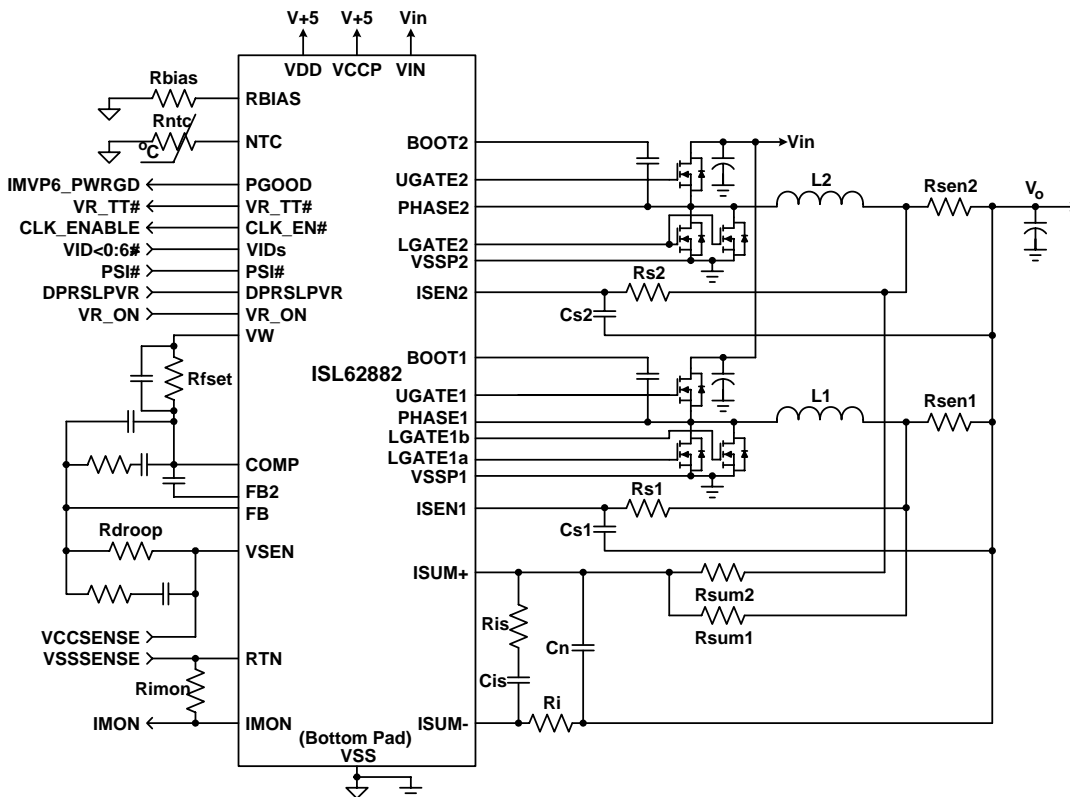 V+5 V+5 Vin
VDD VCCP VIN
Rbias
RBIAS
Rntc
NTC
°C
IMVP6_PWRGD PGOOD
VR_TT# VR_TT#
CLK_ENABLE CLK_EN#
VID<0:6# VIDs
PSI# PSI#
DPRSLPVR DPRSLPVR
VR_ON VR_ON
VW
Rfset
COMP
FB2
FB
Rdroop
VSEN
VCCSENSE
VSSSENSE RTN
Rimon
IMON IMON
ISL62882
(Bottom Pad)
VSS
BOOT2
Vin
UGATE2
L2
Rsen2
Vo
PHASE2
LGATE2
VSSP2
Rs2
ISEN2
Cs2
BOOT1
UGATE1
L1
Rsen1
PHASE1
LGATE1b
LGATE1a
VSSP1
Rs1
ISEN1
Cs1
ISUM+
Rsum2
Ris
Rsum1
Cn
Cis
Ri
ISUM-